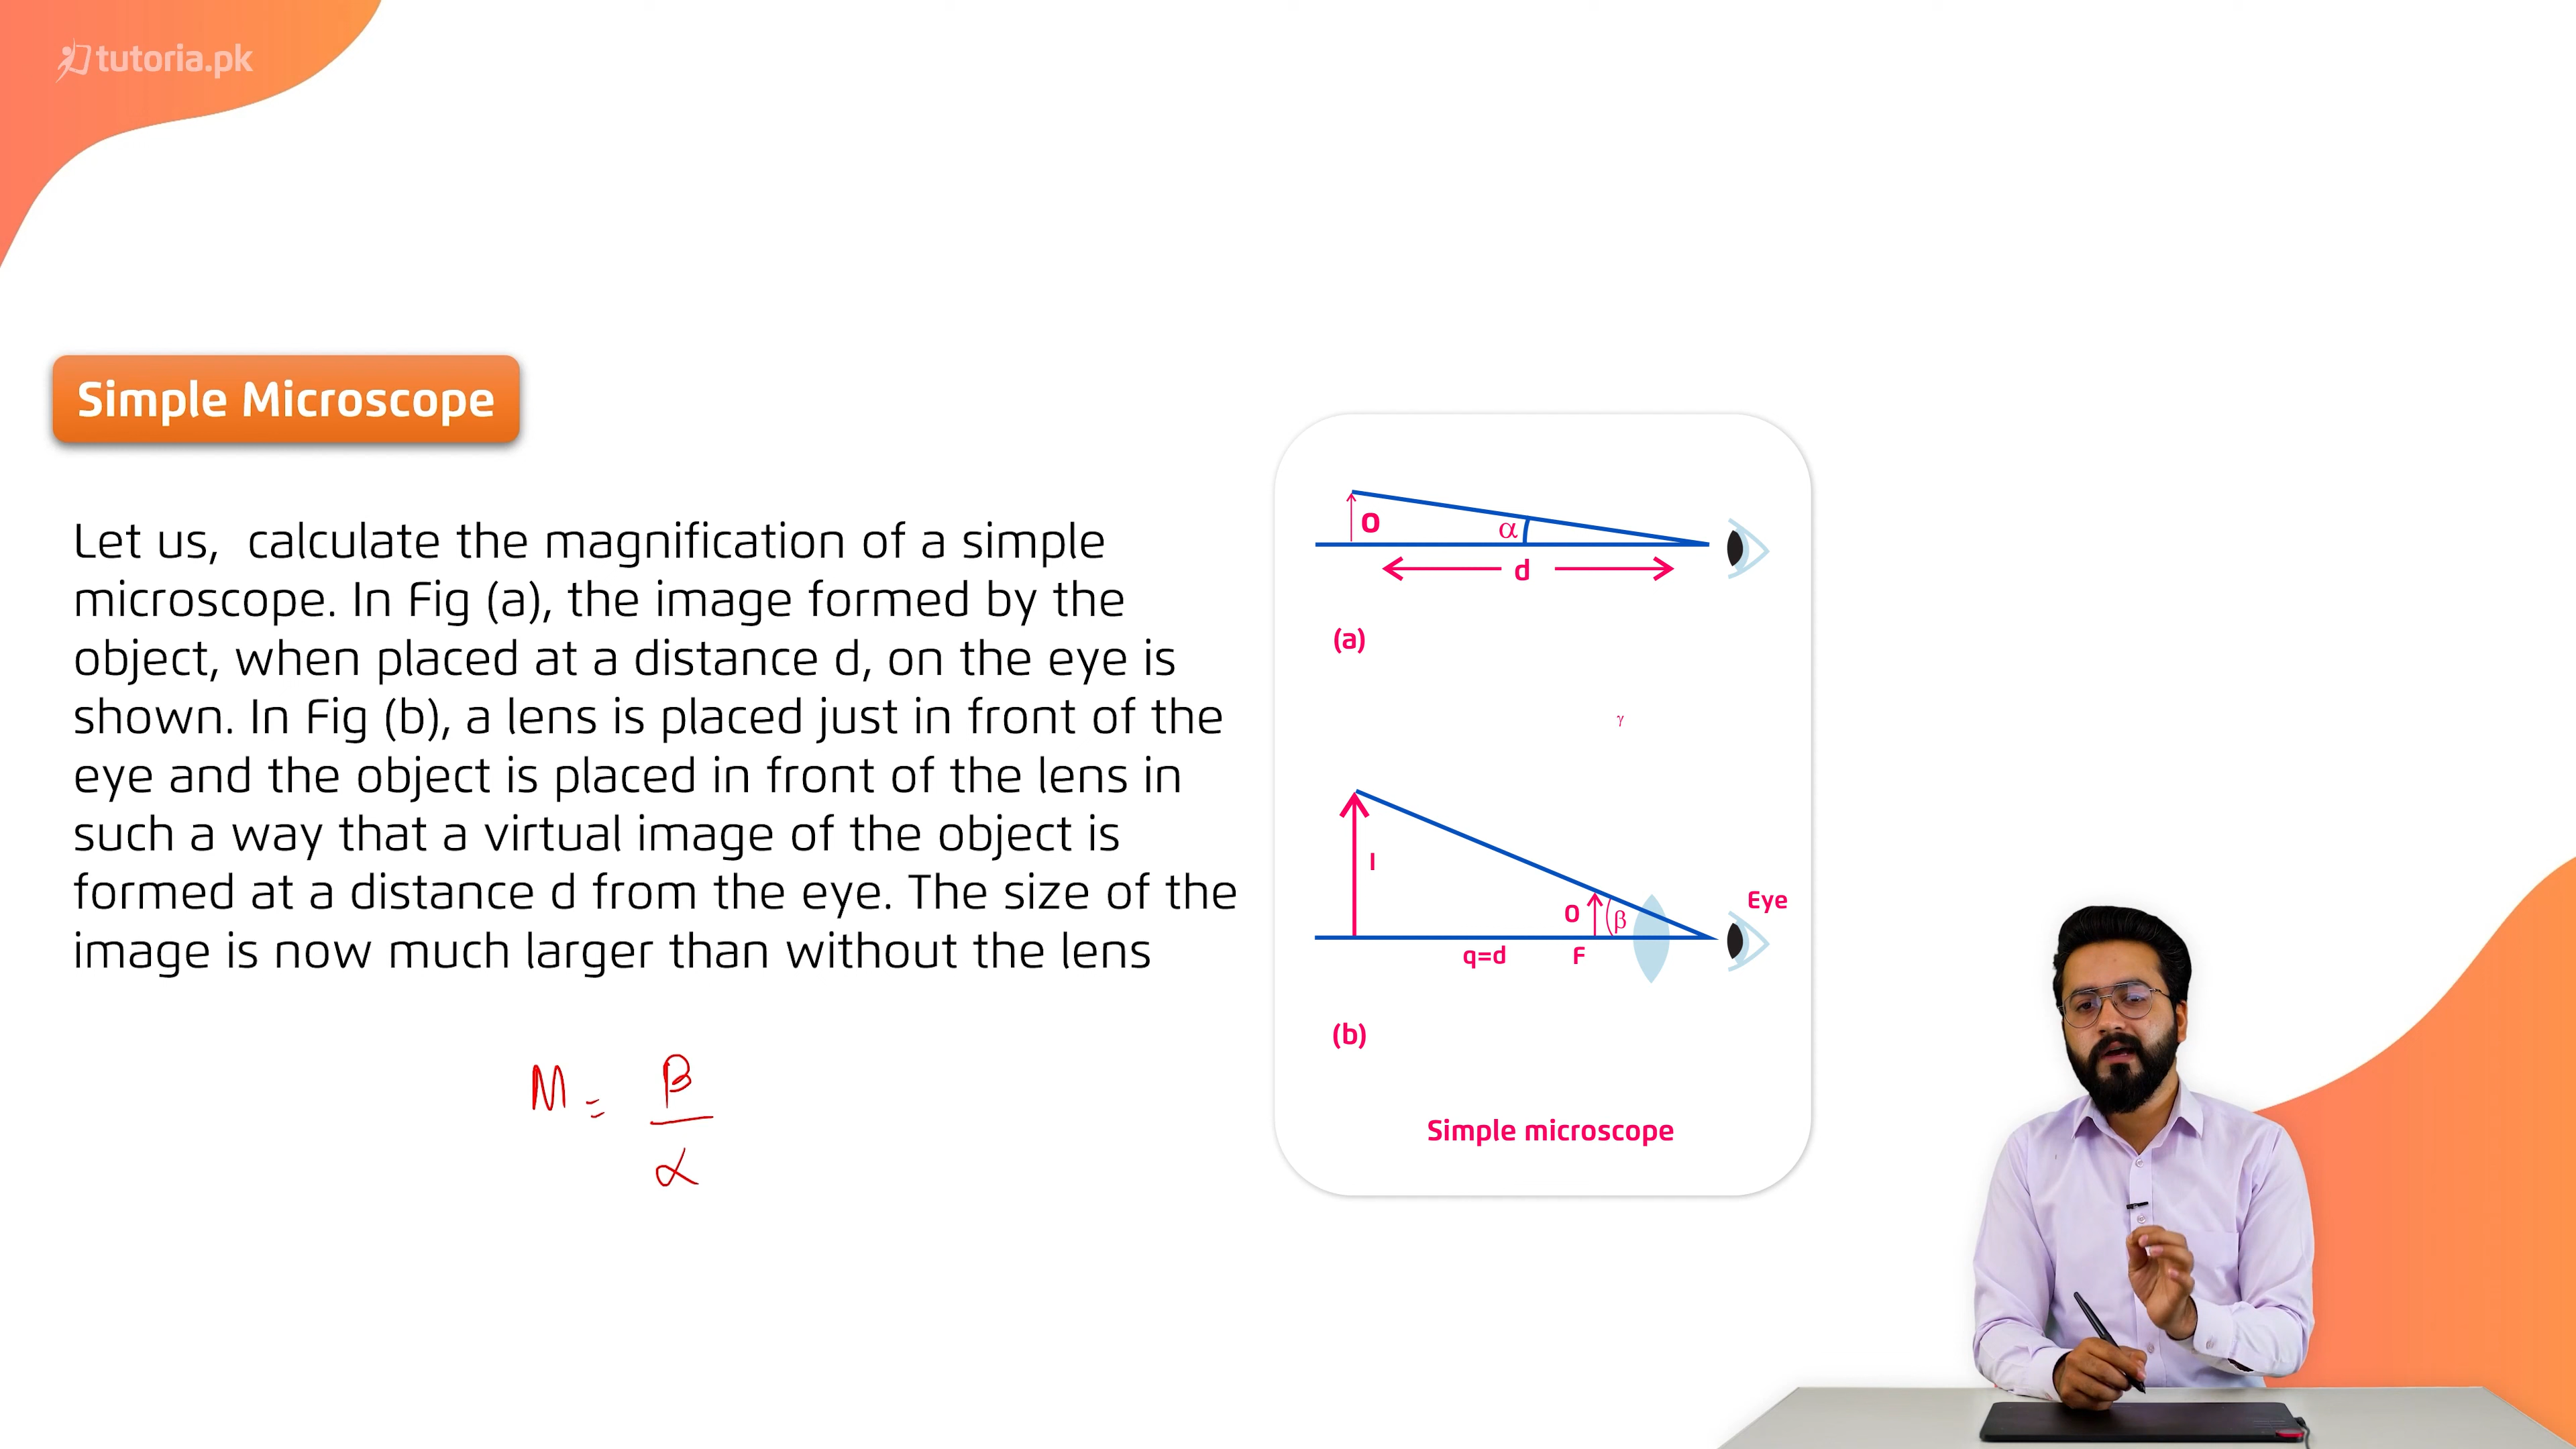 tutoria.pk
Simple Microscope
Let us, calculate the magnification of a simple
microscope. In Fig (a), the image formed by the
object, when placed at a distance d, on the eye is
shown. In Fig (b), a lens is placed just in front of the
eye and the object is placed in front of the lens in
such a way that a virtual image of the object is
formed at a distance d from the eye. The size of the
image is now much larger than without the lens
M = β
α
O
α
d
(a)
γ
I
O
β
Eye
q=d
F
(b)
Simple microscope